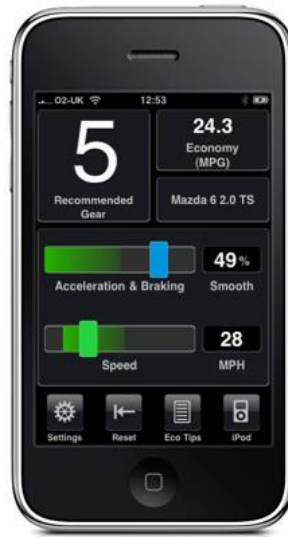 O2-UK 12:53
5
Recommended
Gear
24.3
Economy
(MPG)
Mazda 6 2.0 TS
49%
Acceleration & Braking Smooth
28
Speed MPH
Settings Reset Eco Tips iPod